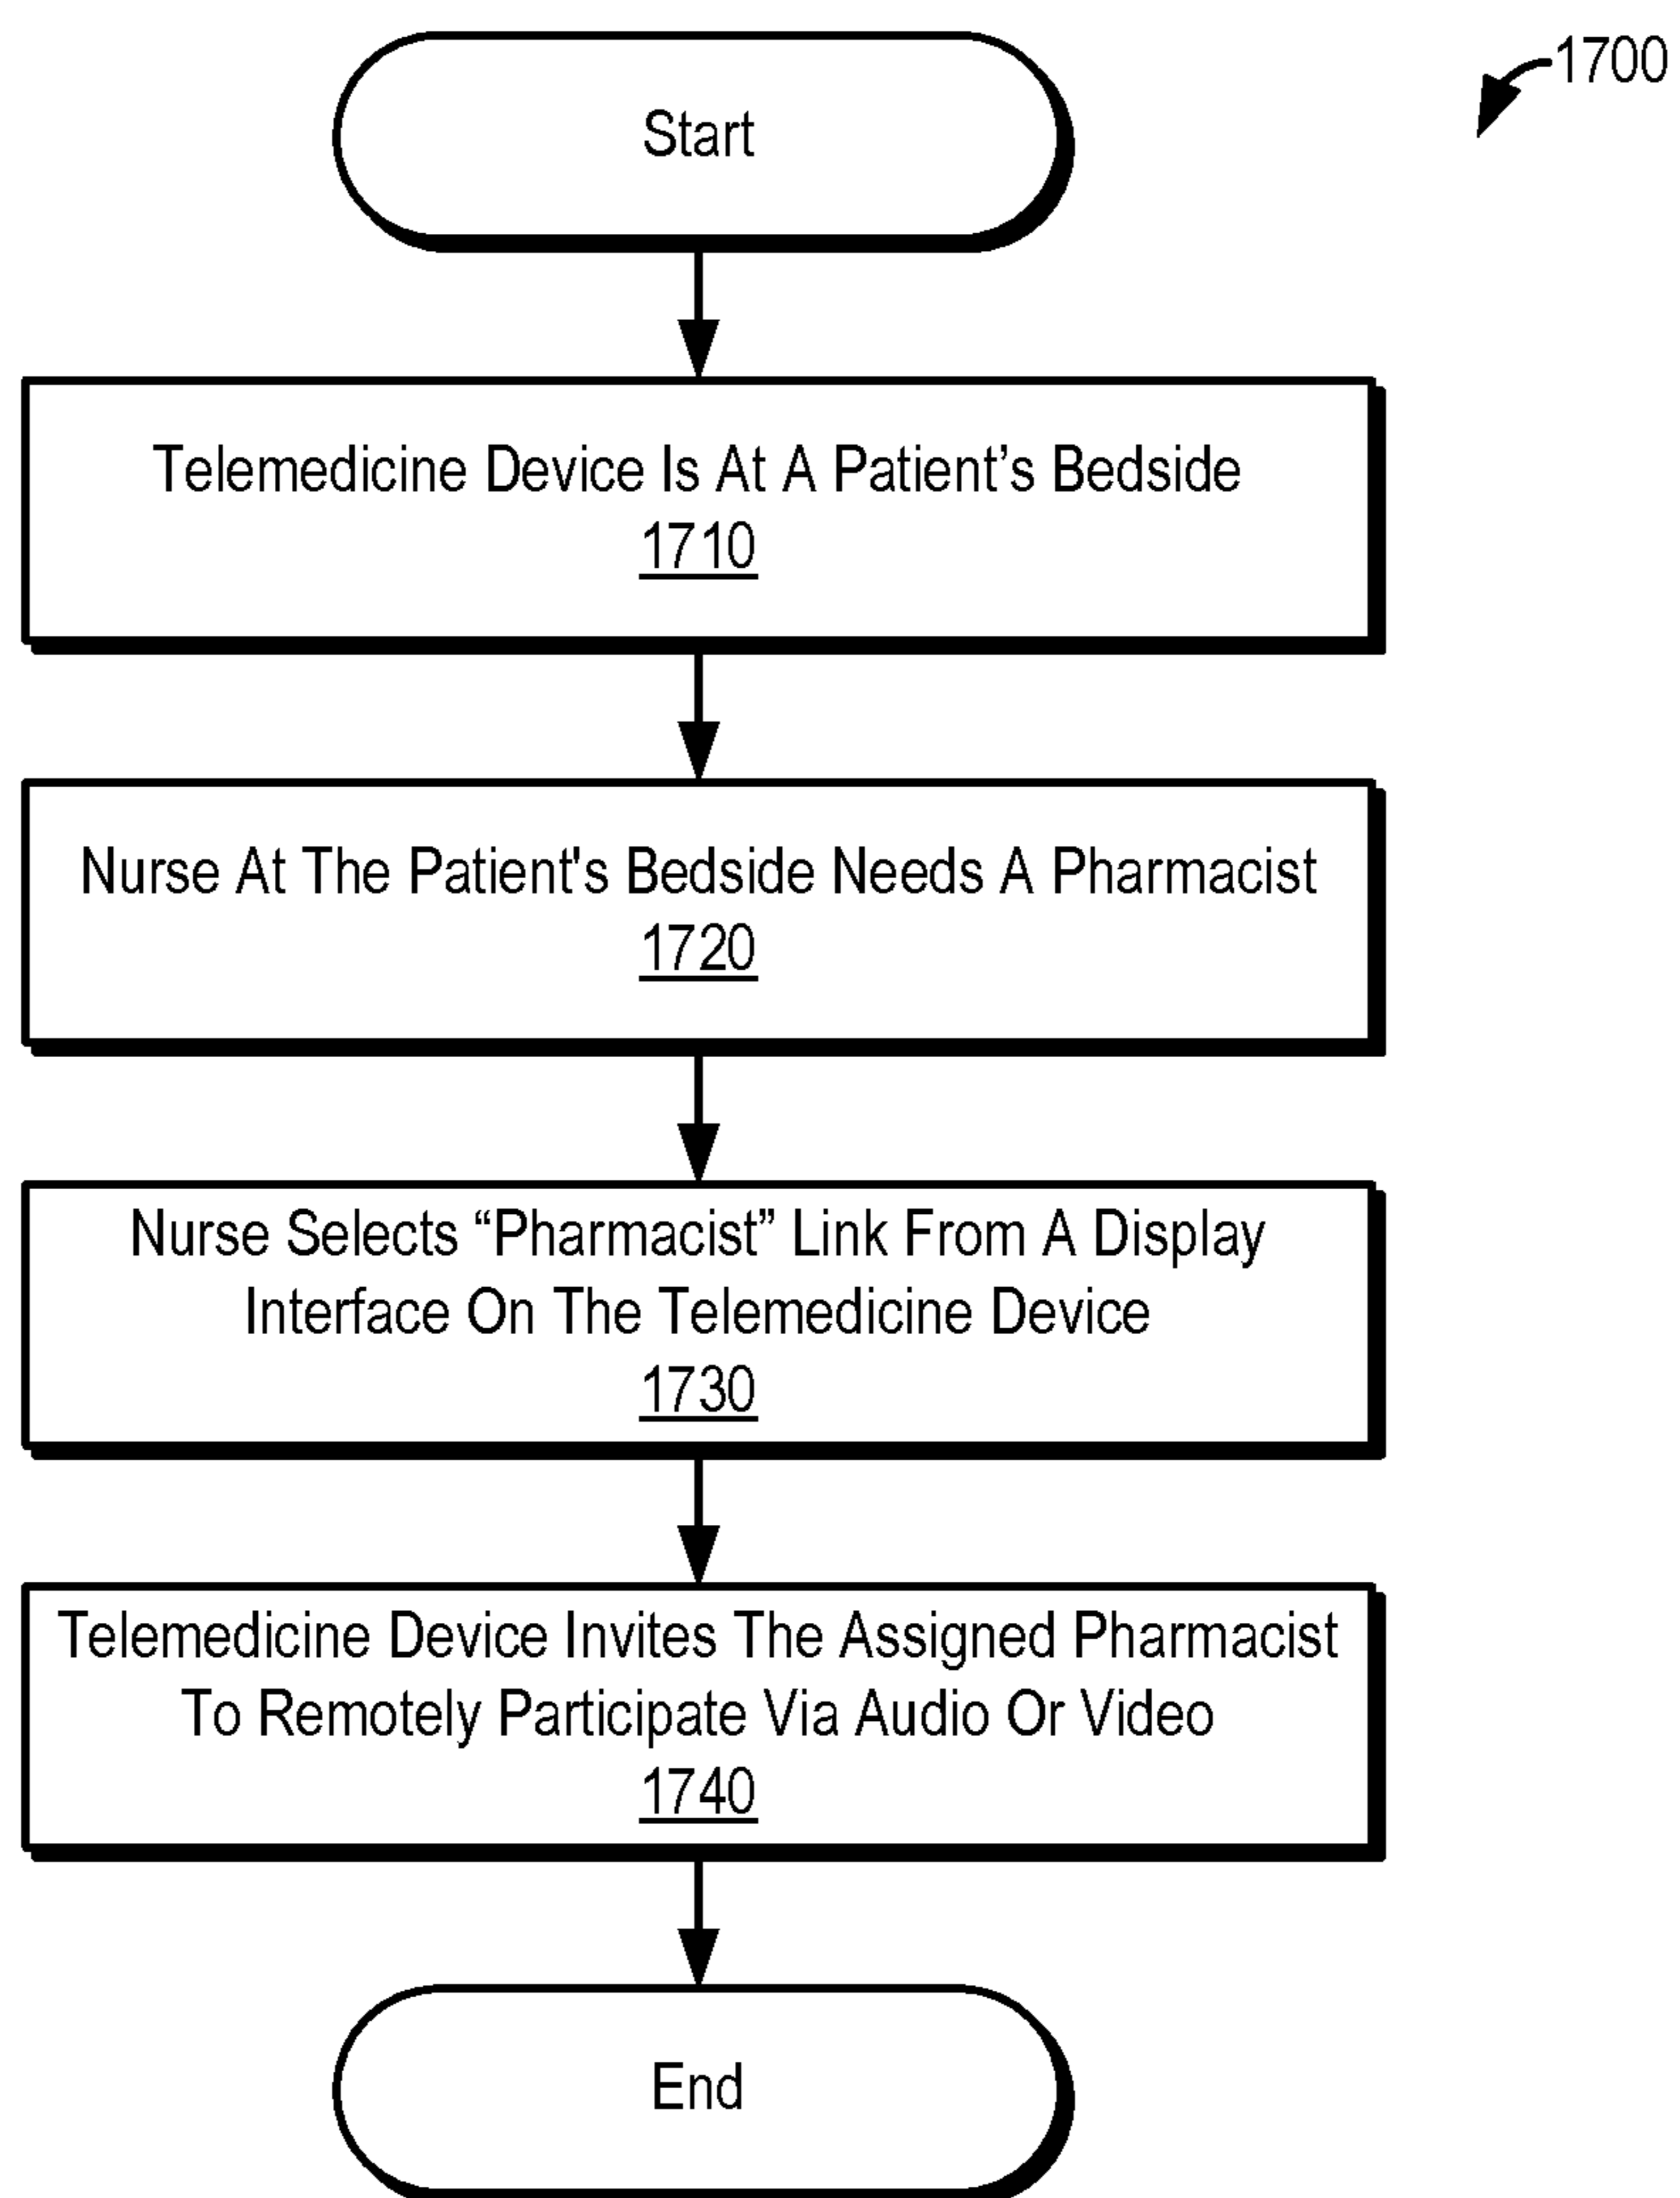 1700
Start
Telemedicine Device Is At A Patient’s Bedside
1710
Nurse At The Patient's Bedside Needs A Pharmacist
1720
Nurse Selects “Pharmacist” Link From A Display
Interface On The Telemedicine Device
1730
Telemedicine Device Invites The Assigned Pharmacist
To Remotely Participate Via Audio Or Video
1740
End